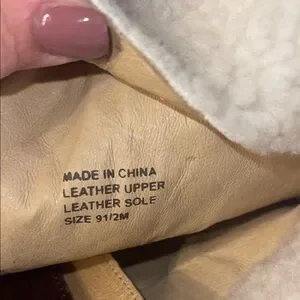 MADE IN CHINA
LEATHER UPPER
LEATHER SOLE
SIZE 91/2M